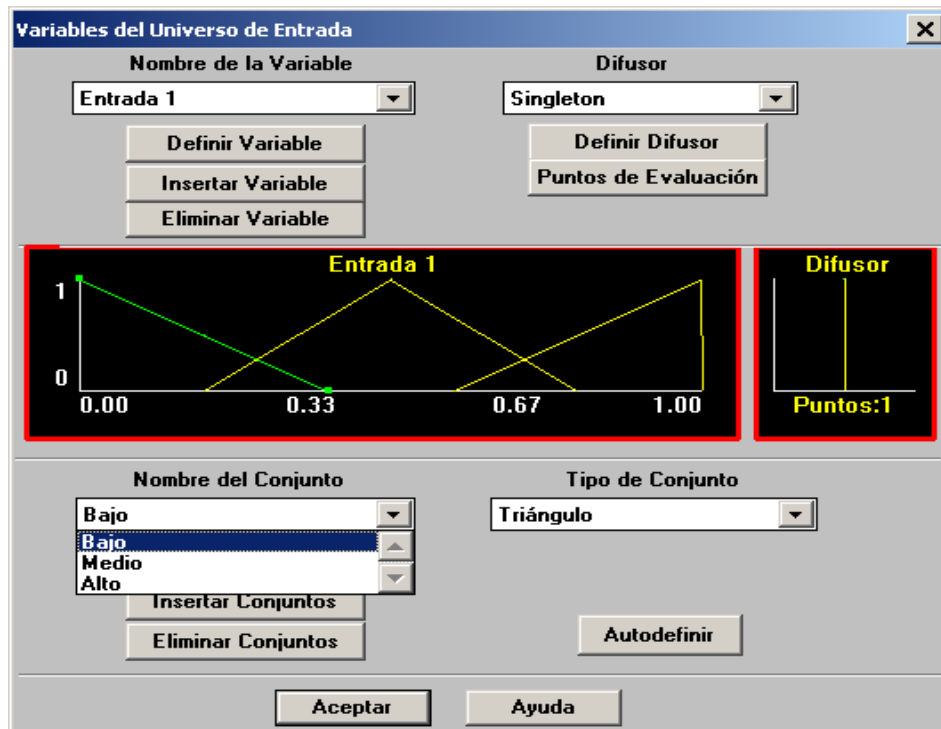 Variables del Universo de Entrada
Nombre de la Variable
Difusor
Entrada 1
Singleton
Definir Variable
Definir Difusor
Insertar Variable
Puntos de Evaluación
Eliminar Variable
Entrada 1
Difusor
1
0
0.00 0.33 0.67 1.00
Puntos:1
Nombre del Conjunto
Tipo de Conjunto
Bajo
Triángulo
Bajo
Medio
Alto
Insertar Conjuntos
Eliminar Conjuntos
Autodefinir
Aceptar
Ayuda